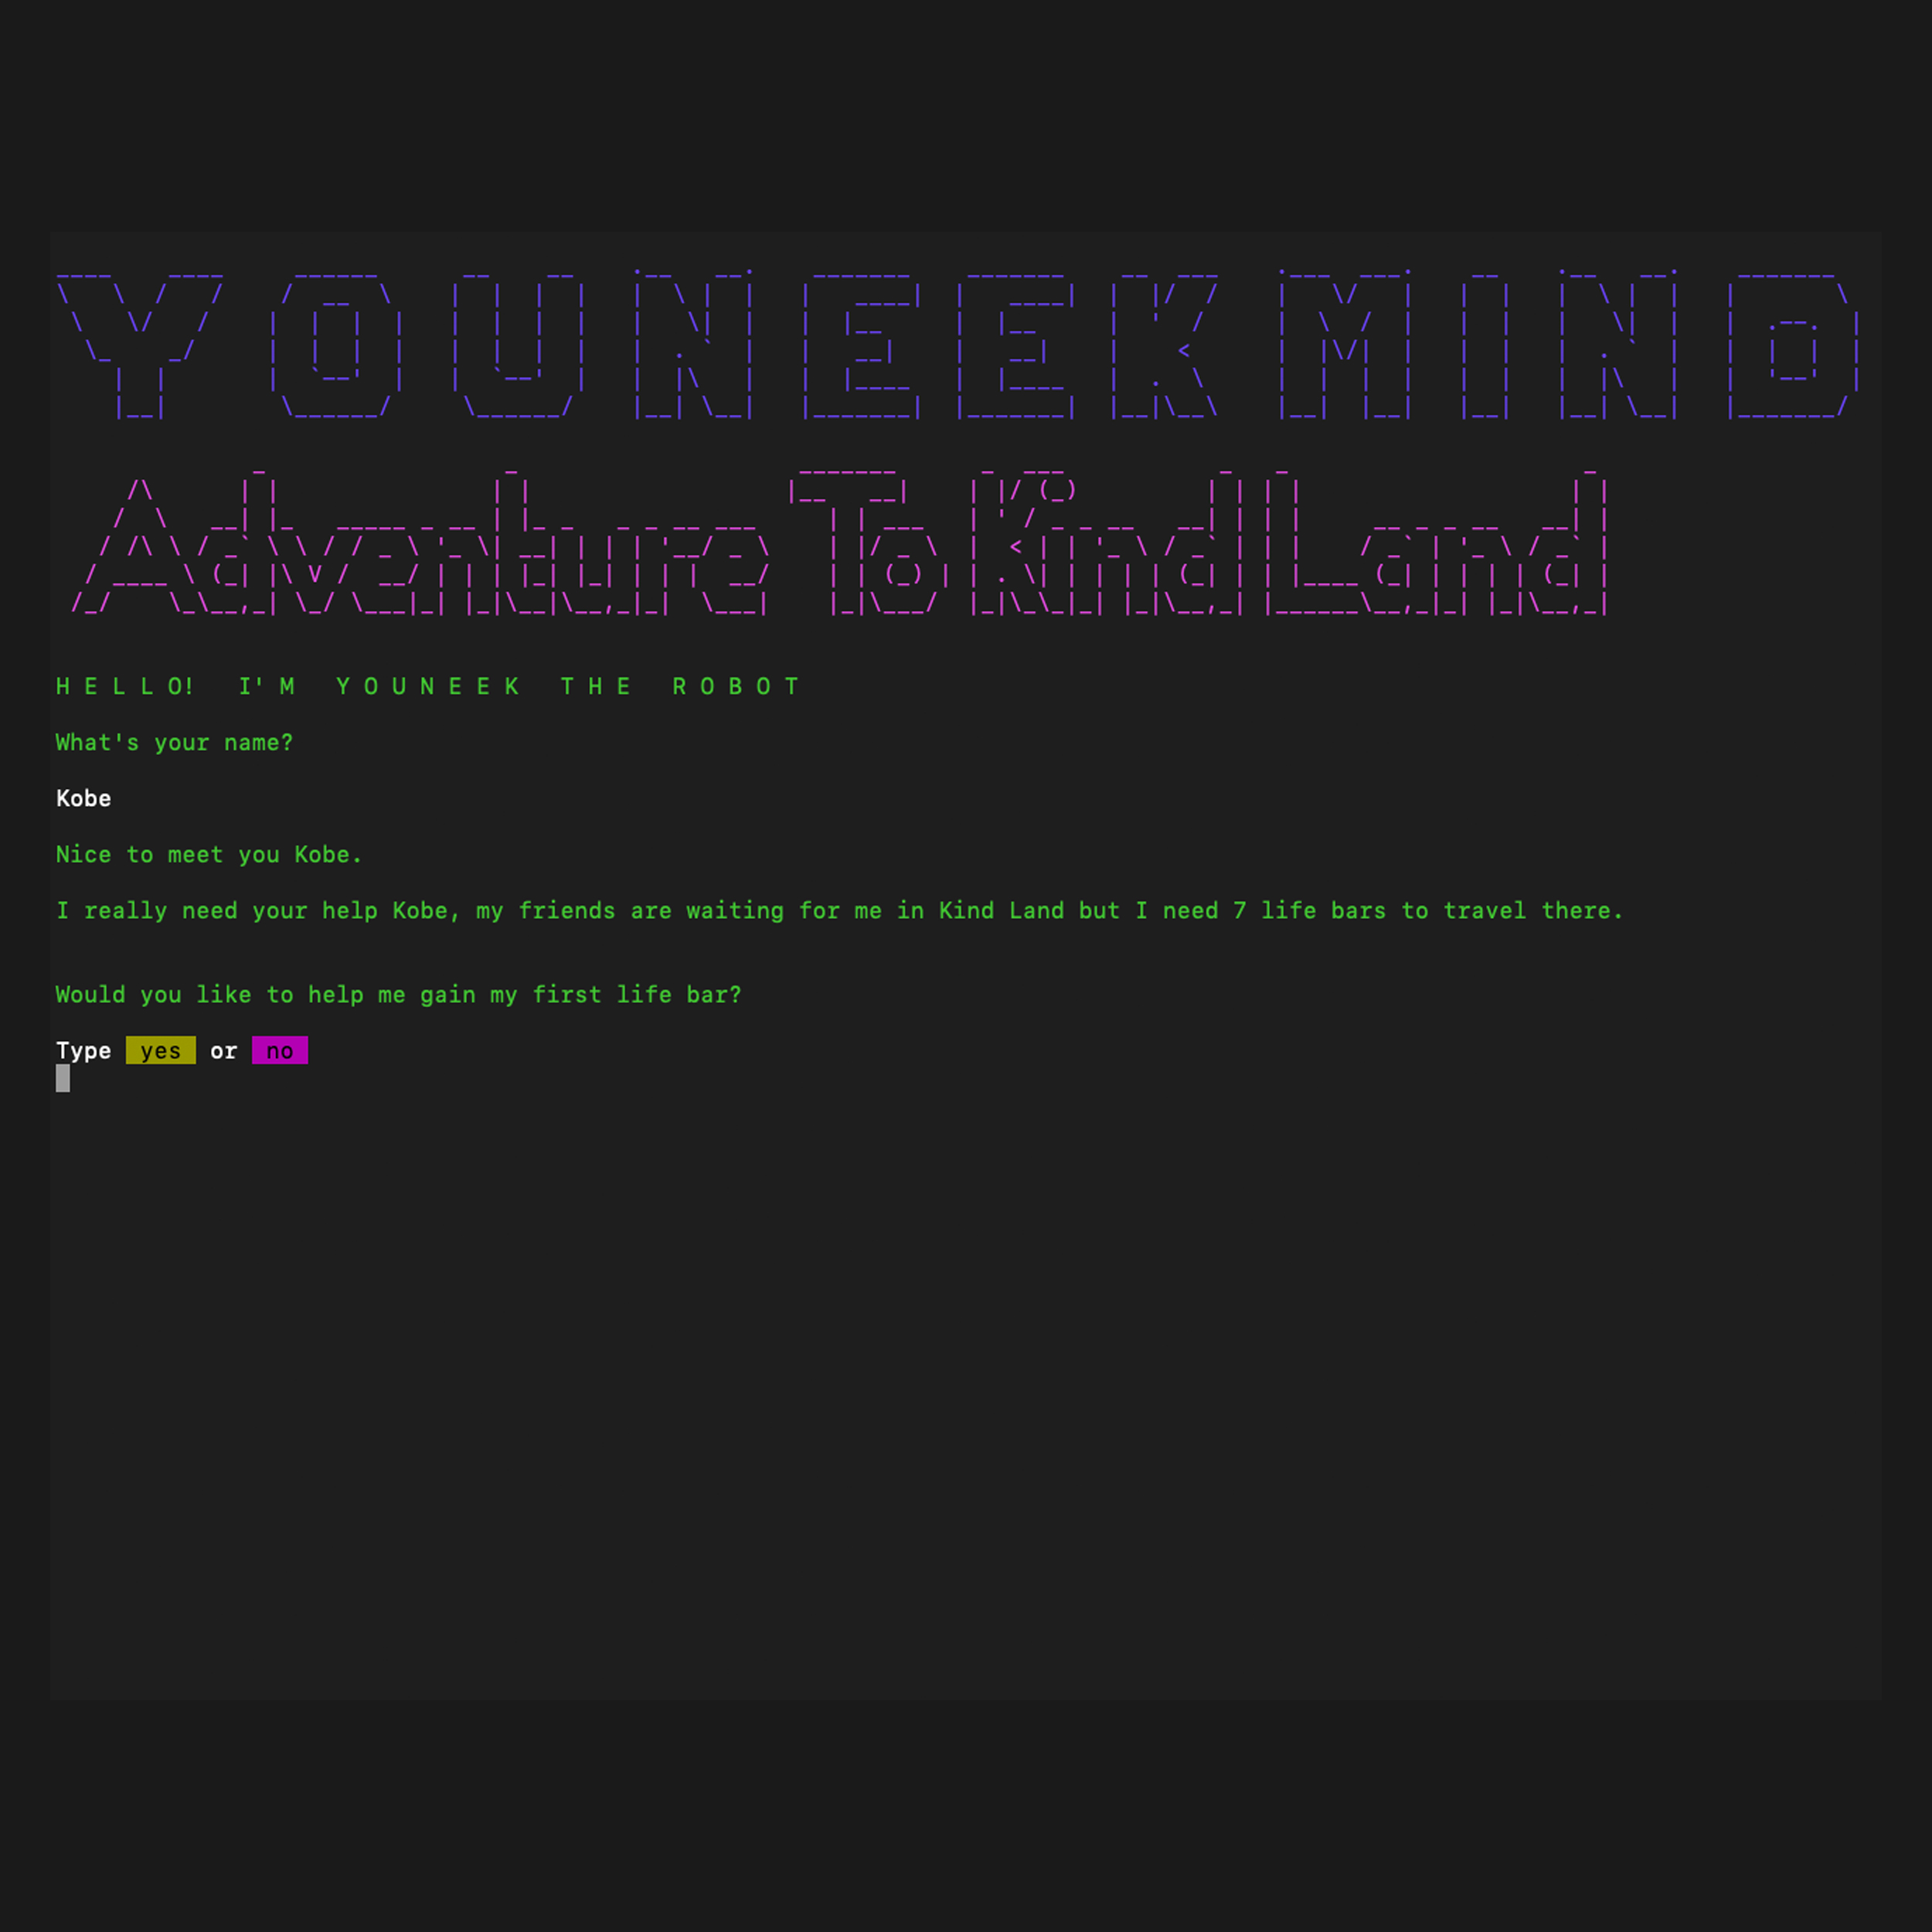 YOUNEEKMIND
Adventure To Kind Land
H E L L O!   I' M   Y O U N E E K   T H E   R O B O T
What's your name?
Kobe
Nice to meet you Kobe.
I really need your help Kobe, my friends are waiting for me in Kind Land but I need 7 life bars to travel there.
Would you like to help me gain my first life bar?
Type yes or no